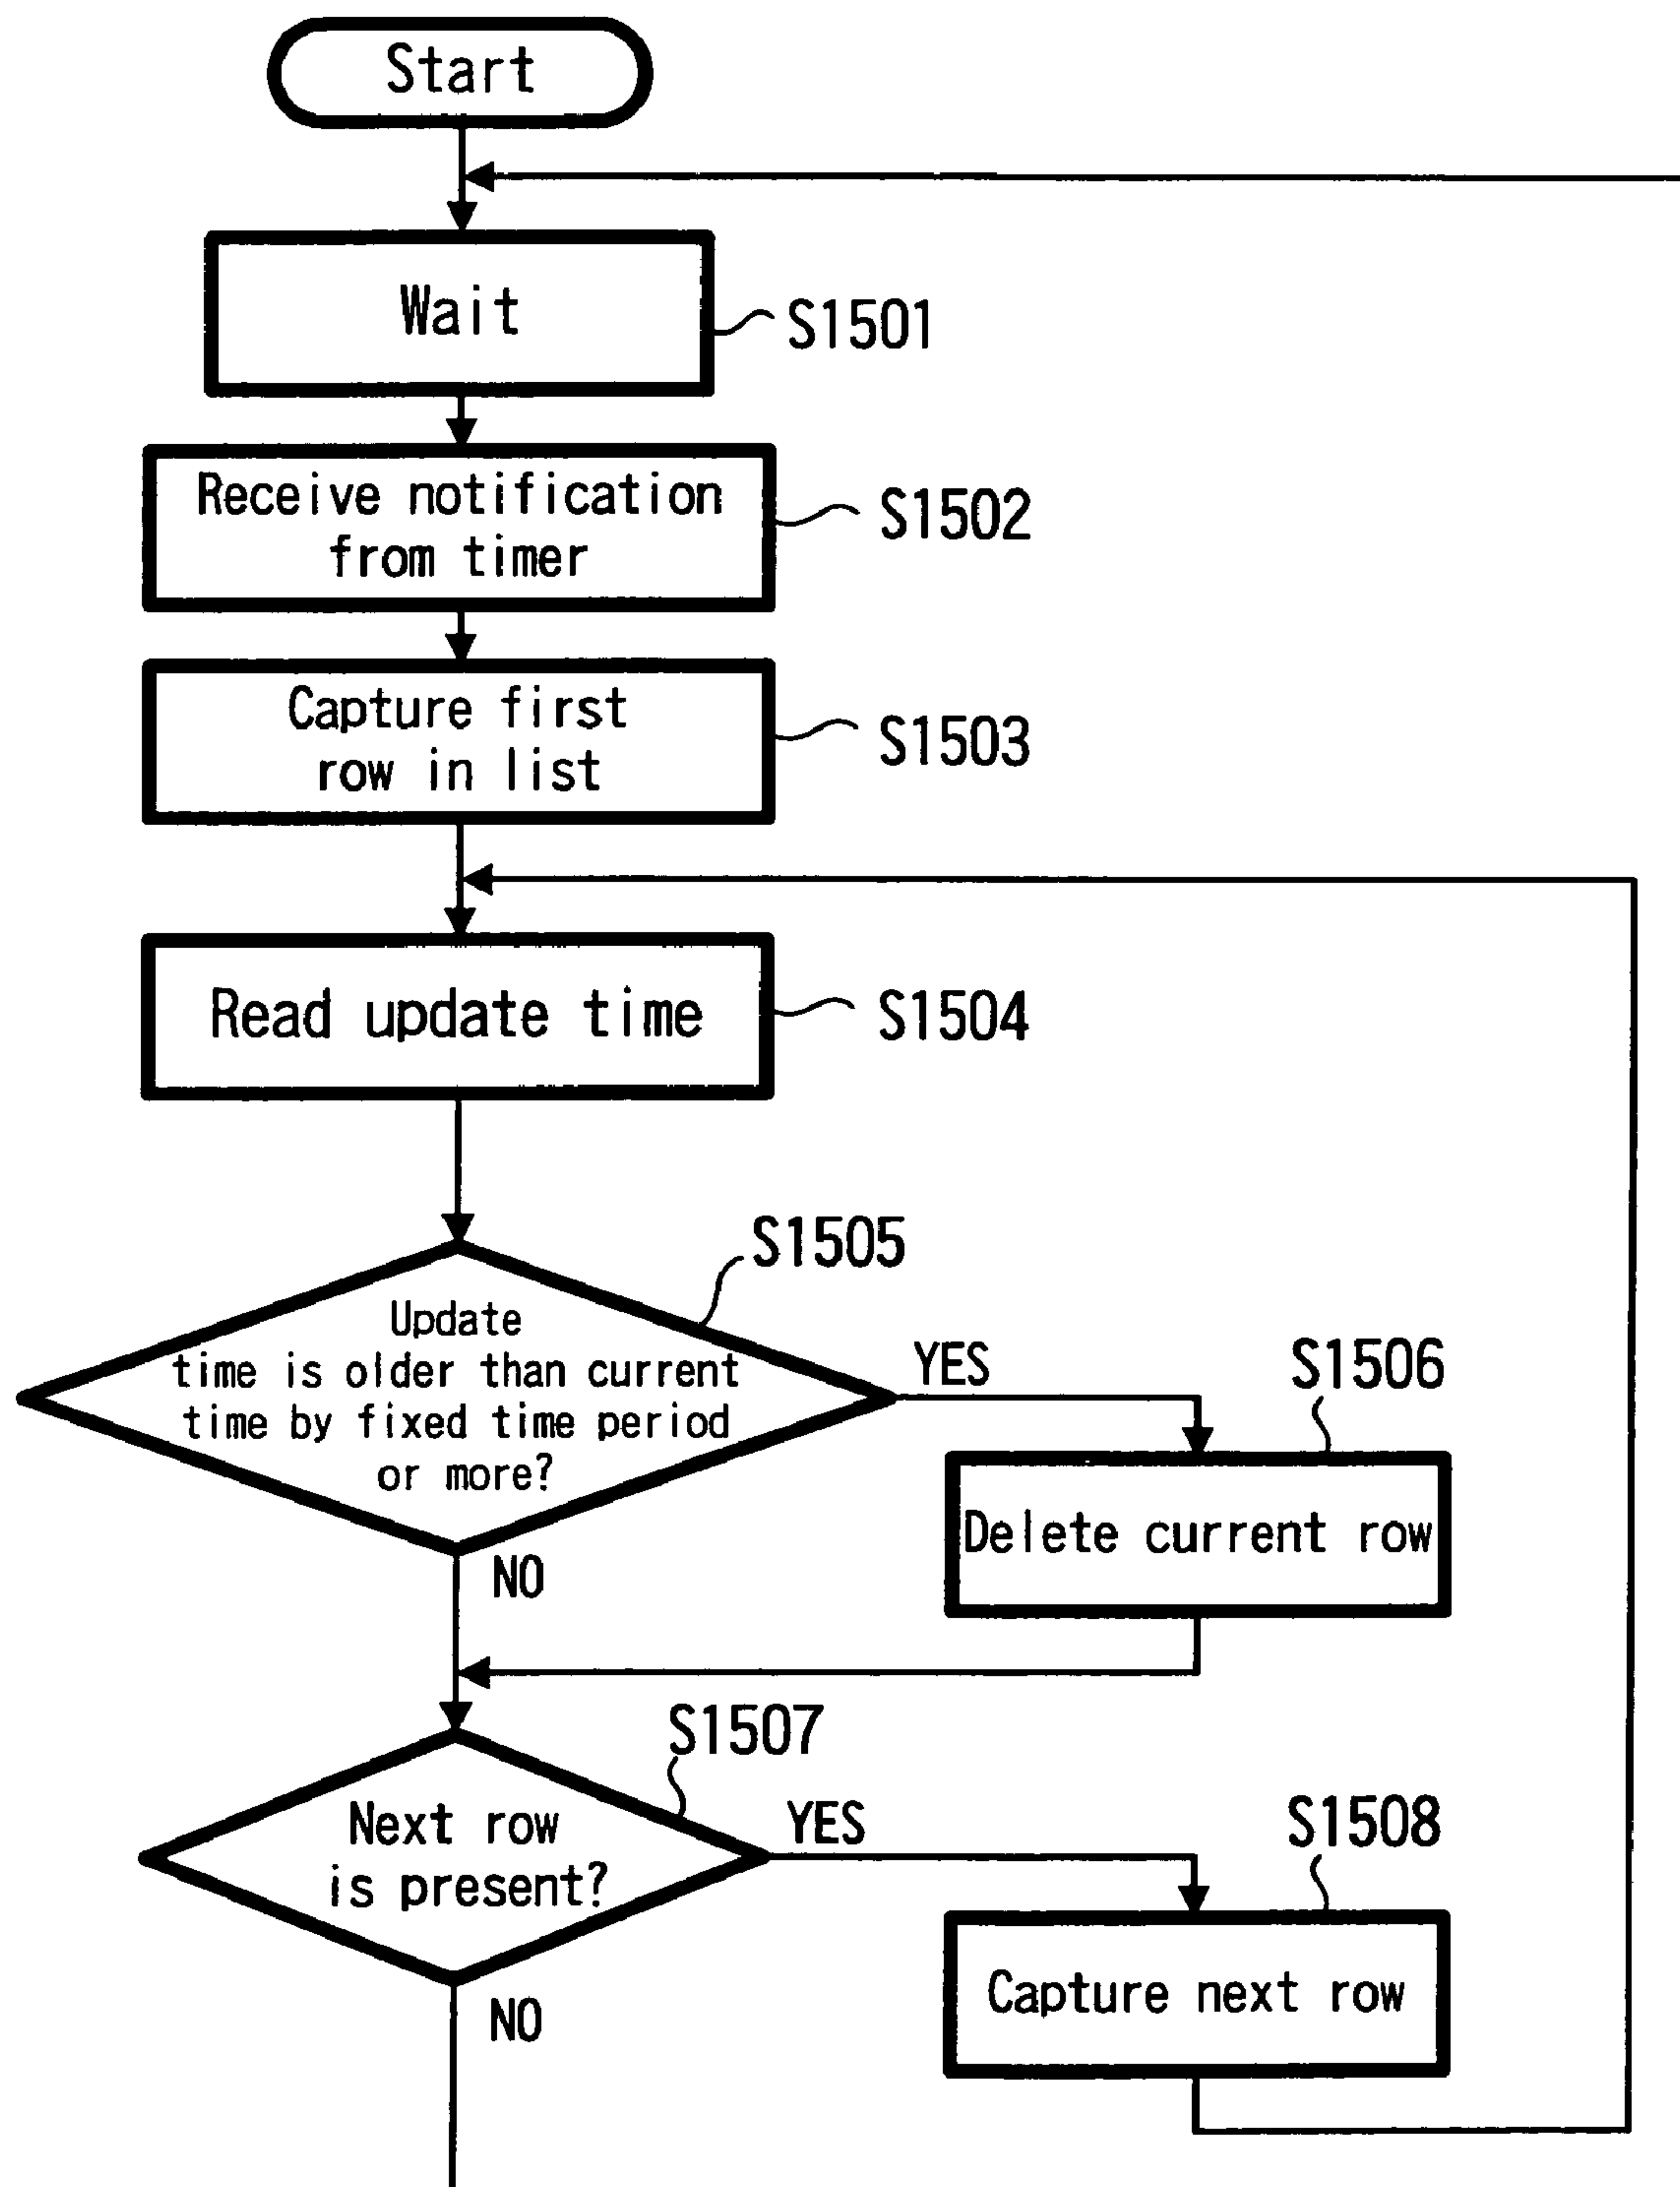 Start
Wait
S1501
Receive notification
from timer
S1502
Capture first
row in list
S1503
Read update time
S1504
S1505
Update
time is older than current
time by fixed time period
or more?
YES
S1506
Delete current row
NO
S1507
Next row
is present?
YES
S1508
Capture next row
NO